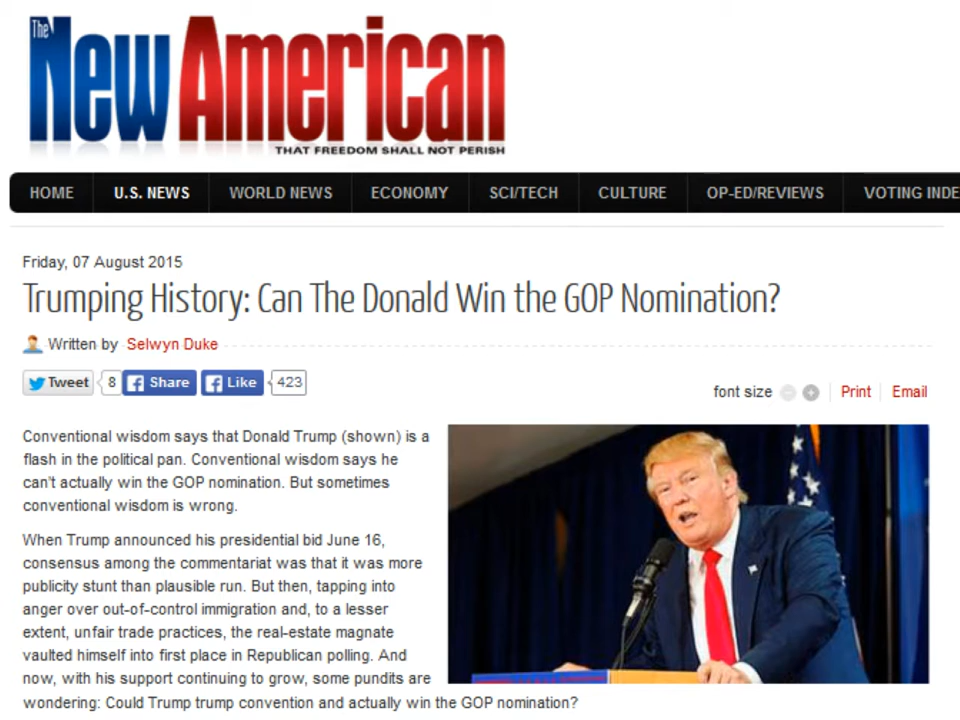 The
New American
THAT FREEDOM SHALL NOT PERISH
HOME U.S. NEWS WORLD NEWS ECONOMY SCI/TECH CULTURE OP-ED/REVIEWS VOTING INDE
Friday, 07 August 2015
Trumping History: Can The Donald Win the GOP Nomination?
Written by Selwyn Duke
Tweet 8 Share Like 423
font size Print Email
Conventional wisdom says that Donald Trump (shown) is a
flash in the political pan. Conventional wisdom says he
can't actually win the GOP nomination. But sometimes
conventional wisdom is wrong.
When Trump announced his presidential bid June 16,
consensus among the commentariat was that it was more
publicity stunt than plausible run. But then, tapping into
anger over out-of-control immigration and, to a lesser
extent, unfair trade practices, the real-estate magnate
vaulted himself into first place in Republican polling. And
now, with his support continuing to grow, some pundits are
wondering: Could Trump trump convention and actually win the GOP nomination?